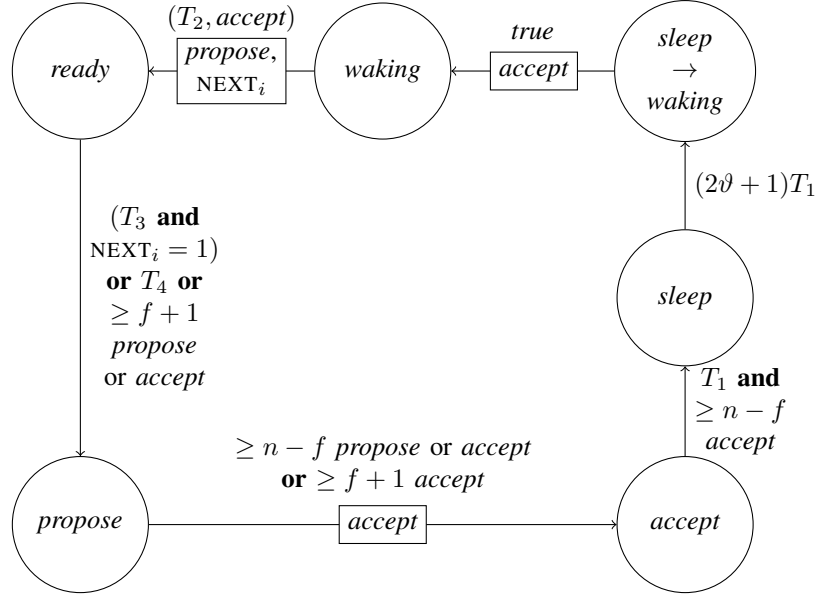 (T₂, accept)
propose,
NEXTᵢ
ready
waking
true
accept
sleep
→
waking
(2ϑ + 1)T₁
(T₃ and
NEXTᵢ = 1)
or T₄ or
≥ f + 1
propose
or accept
sleep
T₁ and
≥ n − f
accept
≥ n − f propose or accept
or ≥ f + 1 accept
propose
accept
accept